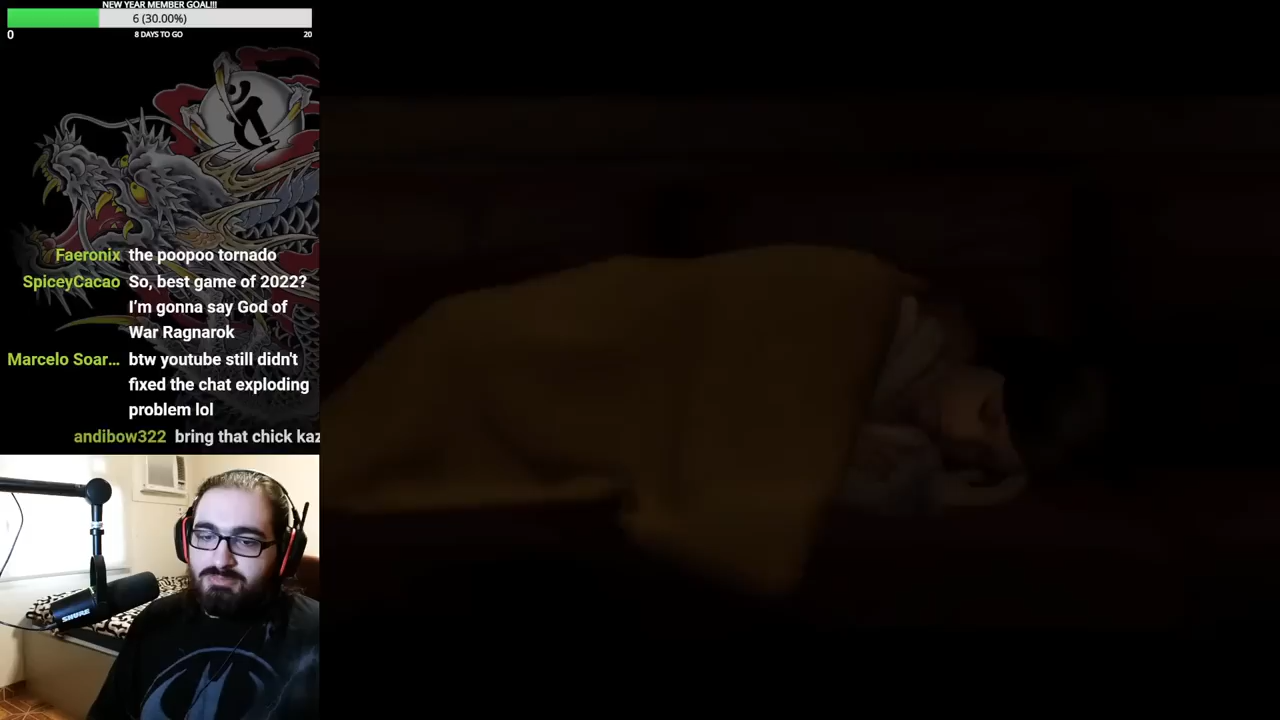 NEW YEAR MEMBER GOAL!!!
6 (30.00%)
0 8 DAYS TO GO 20
Faeronix the poopoo tornado
SpiceyCacao So, best game of 2022?
I'm gonna say God of
War Ragnarok
Marcelo Soar... btw youtube still didn't
fixed the chat exploding
problem lol
andibow322 bring that chick kaz
SHURE